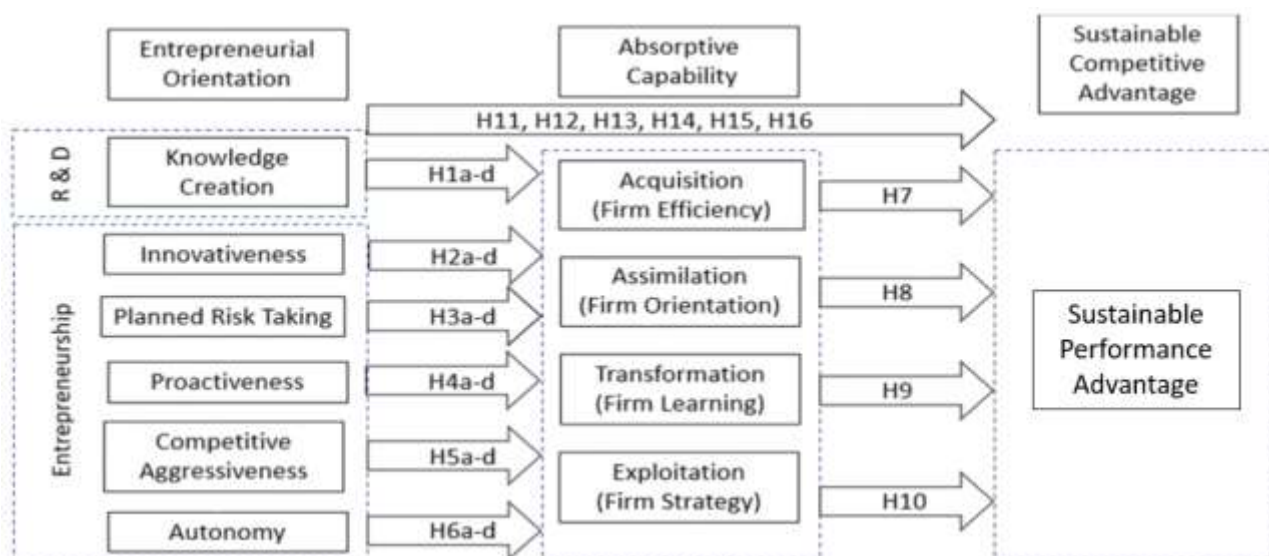 Entrepreneurial
Orientation
Absorptive
Capability
Sustainable
Competitive
Advantage
H11, H12, H13, H14, H15, H16
R & D
Knowledge
Creation
H1a-d
Acquisition
(Firm Efficiency)
H7
Entrepreneurship
Innovativeness
H2a-d
Assimilation
(Firm Orientation)
H8
Planned Risk Taking
H3a-d
Sustainable
Performance
Advantage
Proactiveness
H4a-d
Transformation
(Firm Learning)
H9
Competitive
Aggressiveness
H5a-d
Exploitation
(Firm Strategy)
H10
Autonomy
H6a-d